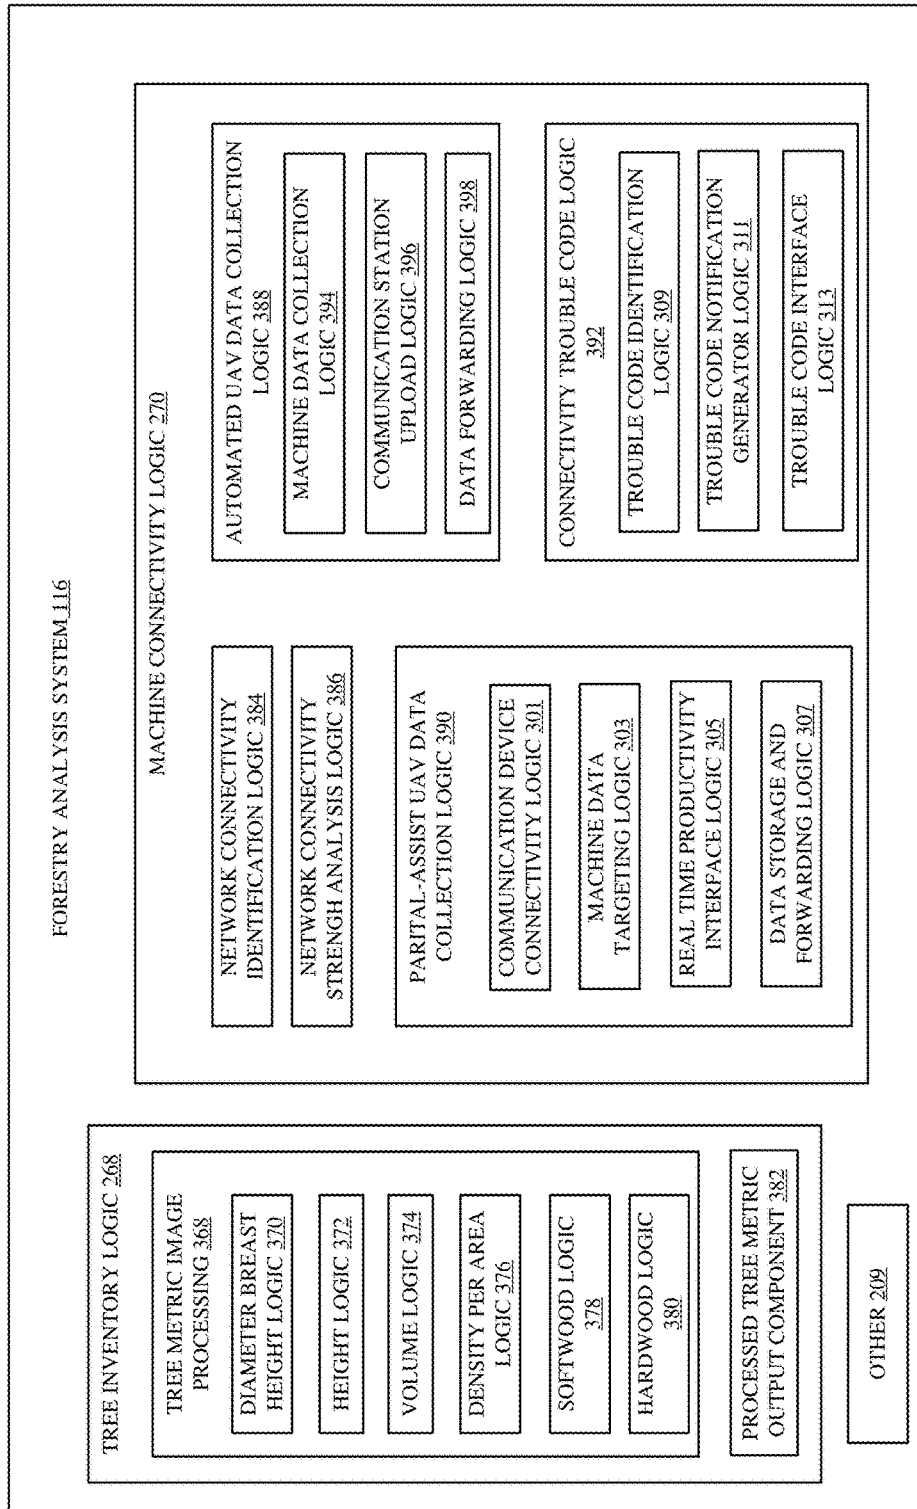 FORESTRY ANALYSIS SYSTEM 116
TREE INVENTORY LOGIC 268
TREE METRIC IMAGE
PROCESSING 368
DIAMETER BREAST
HEIGHT LOGIC 370
HEIGHT LOGIC 372
VOLUME LOGIC 374
DENSITY PER AREA
LOGIC 376
SOFTWOOD LOGIC
378
HARDWOOD LOGIC
380
PROCESSED TREE METRIC
OUTPUT COMPONENT 382
OTHER 209
MACHINE CONNECTIVITY LOGIC 270
NETWORK CONNECTIVITY
IDENTIFICATION LOGIC 384
NETWORK CONNECTIVITY
STRENGH ANALYSIS LOGIC 386
PARITAL-ASSIST UAV DATA
COLLECTION LOGIC 390
COMMUNICATION DEVICE
CONNECTIVITY LOGIC 301
MACHINE DATA
TARGETING LOGIC 303
REAL TIME PRODUCTIVITY
INTERFACE LOGIC 305
DATA STORAGE AND
FORWARDING LOGIC 307
AUTOMATED UAV DATA COLLECTION
LOGIC 388
MACHINE DATA COLLECTION
LOGIC 394
COMMUNICATION STATION
UPLOAD LOGIC 396
DATA FORWARDING LOGIC 398
CONNECTIVITY TROUBLE CODE LOGIC
392
TROUBLE CODE IDENTIFICATION
LOGIC 309
TROUBLE CODE NOTIFICATION
GENERATOR LOGIC 311
TROUBLE CODE INTERFACE
LOGIC 313